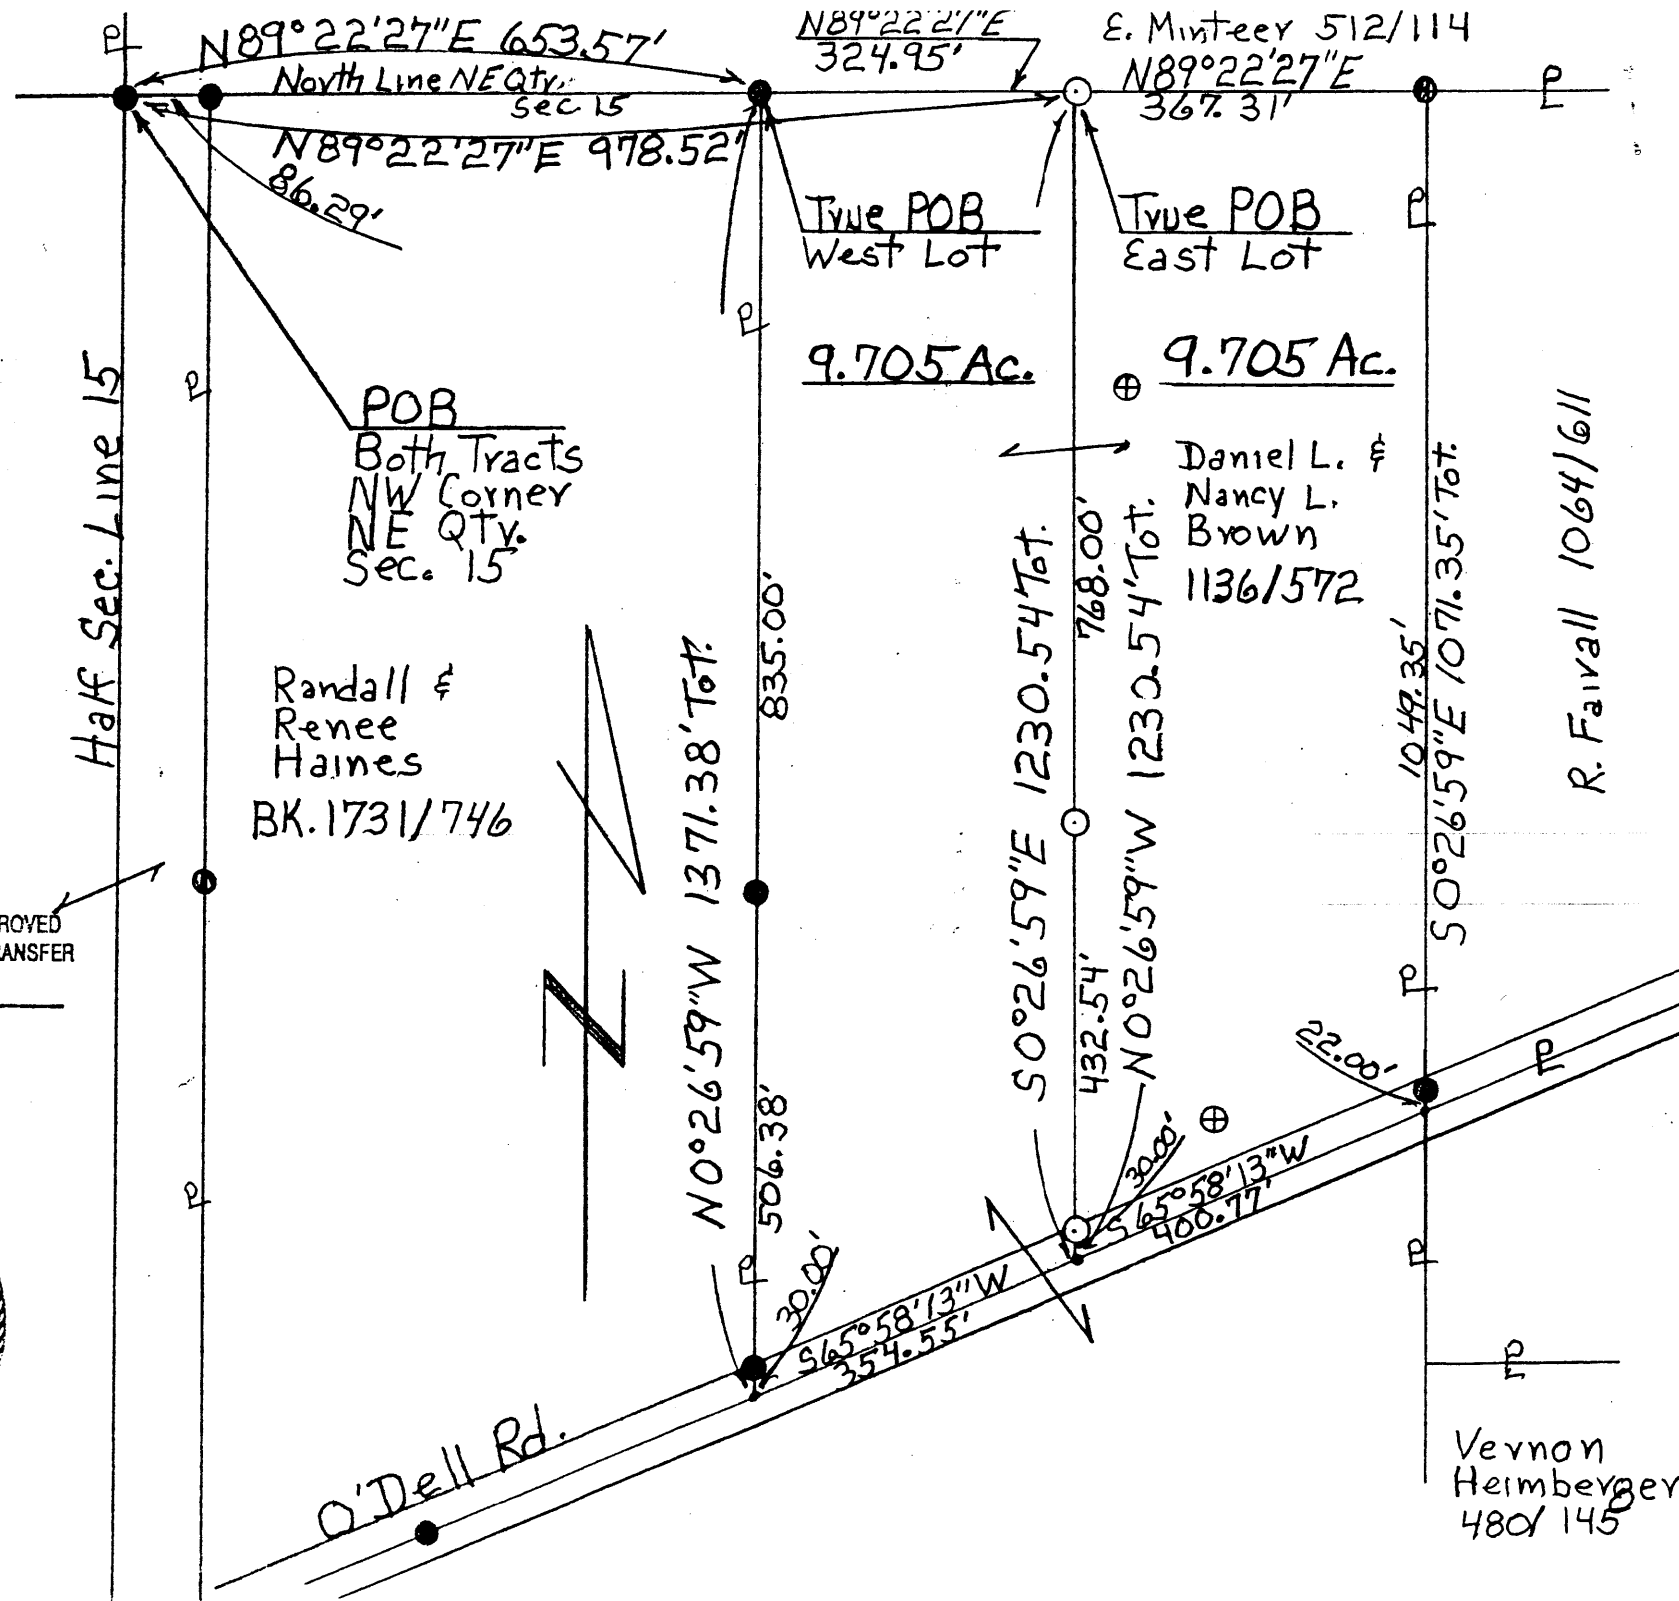 N89°22'27"E 653.57'
North Line NE Qtr.
Sec 15
N89°22'27"E 978.52'
86.29'
N89°22'27"E
324.95'
E. Minteer 512/114
N89°22'27"E
367.31'
True POB
West Lot
True POB
East Lot
9.705 Ac.
9.705 Ac.
POB
Both Tracts
NW Corner
NE Qtr.
Sec. 15
Half Sec. Line 15
Daniel L. &
Nancy L.
Brown
1136/572
R. Fairall 1064/611
Randall &
Renee
Haines
BK.1731/746
N0°26'59"W 1371.38' Tot.
835.00'
506.38'
S0°26'59"E 1230.54 Tot.
768.00'
432.54'
N0°26'59"W 1230.54' Tot.
1049.35'
S0°26'59"E 1071.35' Tot.
ROVED
ANSFER
22.00'
30.00'
S65°58'13"W
400.77'
30.00'
S65°58'13"W
354.55'
O'Dell Rd.
Vernon
Heimberger
480/145
N